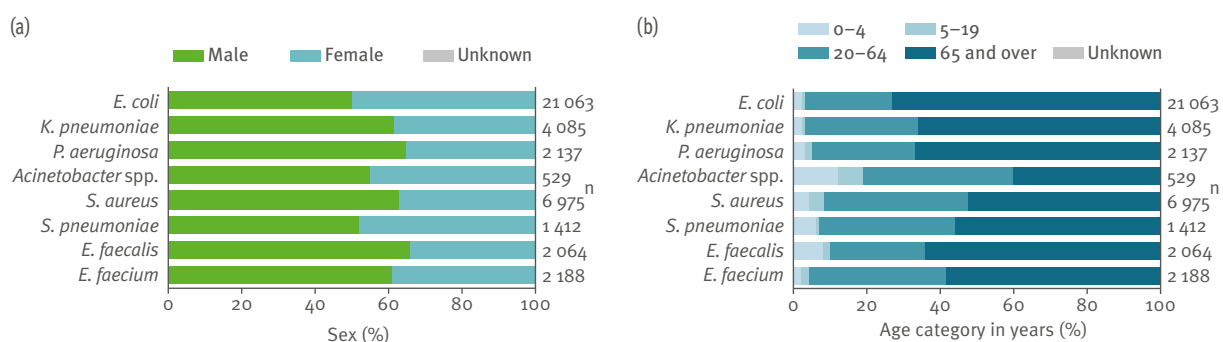 (a)
Male Female Unknown
E. coli 21 063
K. pneumoniae 4 085
P. aeruginosa 2 137
Acinetobacter spp. 529
n
S. aureus 6 975
S. pneumoniae 1 412
E. faecalis 2 064
E. faecium 2 188
0 20 40 60 80 100
Sex (%)
(b)
0–4 5–19
20–64 65 and over Unknown
E. coli 21 063
K. pneumoniae 4 085
P. aeruginosa 2 137
Acinetobacter spp. 529
n
S. aureus 6 975
S. pneumoniae 1 412
E. faecalis 2 064
E. faecium 2 188
0 20 40 60 80 100
Age category in years (%)